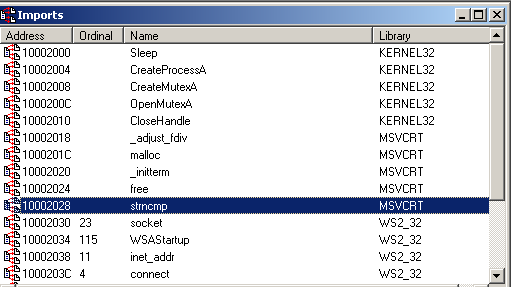 Imports
Address Ordinal Name Library
10002000 Sleep KERNEL32
10002004 CreateProcessA KERNEL32
10002008 CreateMutexA KERNEL32
1000200C OpenMutexA KERNEL32
10002010 CloseHandle KERNEL32
10002018 _adjust_fdiv MSVCRT
1000201C malloc MSVCRT
10002020 _initterm MSVCRT
10002024 free MSVCRT
10002028 strncmp MSVCRT
10002030 23 socket WS2_32
10002034 115 WSAStartup WS2_32
10002038 11 inet_addr WS2_32
1000203C 4 connect WS2_32